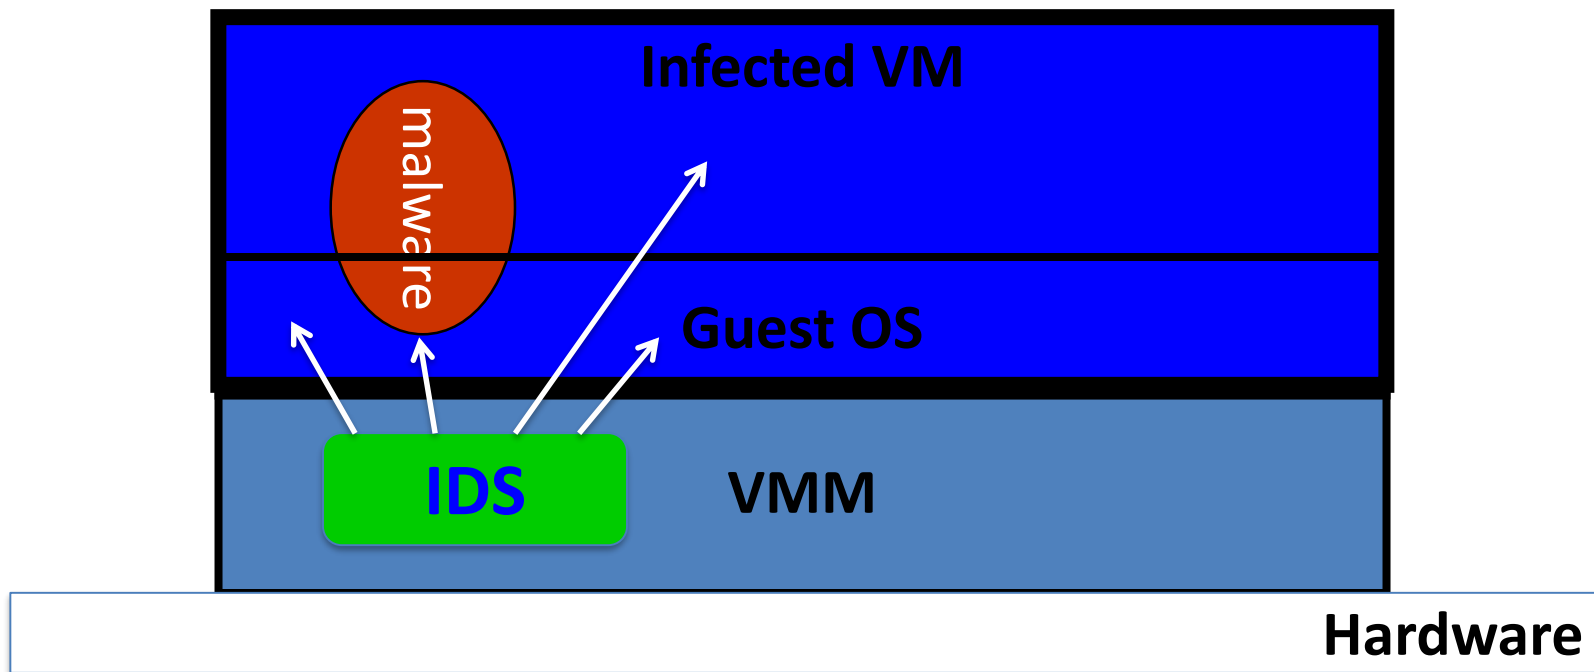 Infected VM
malware
Guest OS
IDS
VMM
Hardware